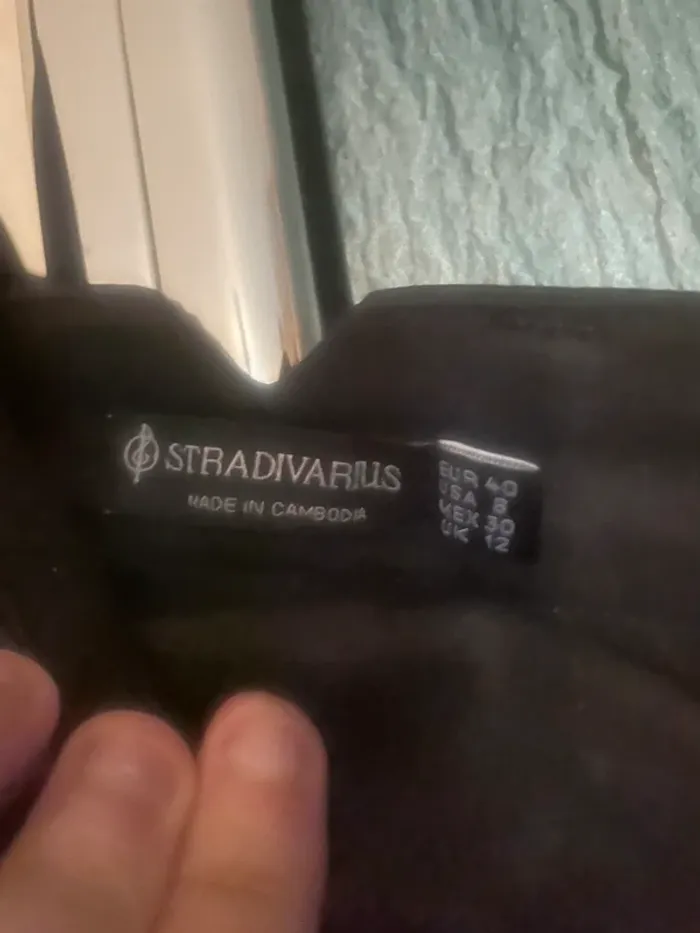 STRADIVARIUS
MADE IN CAMBODIA
EUR 40
USA 8
MEX 30
UK 12